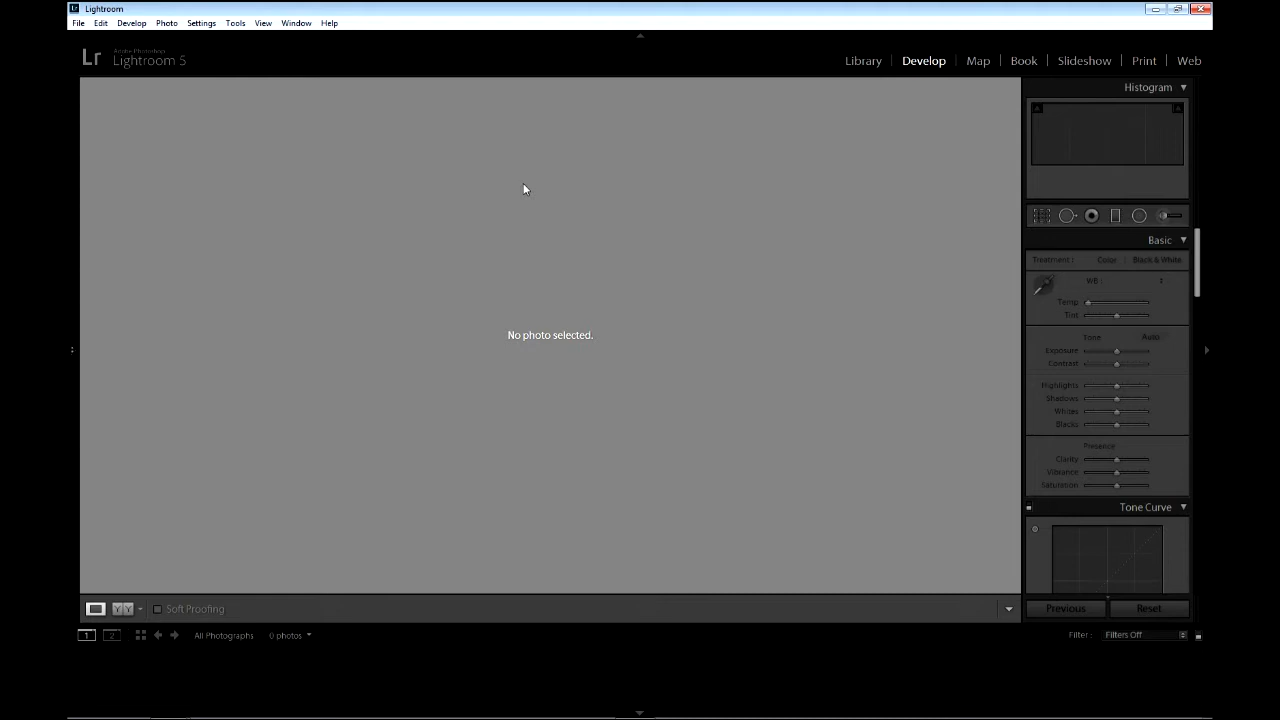 Lr Lightroom
File Edit Develop Photo Settings Tools View Window Help
Lr Adobe Photoshop
Lightroom 5
Library | Develop | Map | Book | Slideshow | Print | Web
Histogram
Basic
Treatment : Color | Black & White
WB :
Temp
Tint
Tone Auto
Exposure
Contrast
Highlights
Shadows
Whites
Blacks
Presence
Clarity
Vibrance
Saturation
Tone Curve
No photo selected.
Y Y Soft Proofing
Previous Reset
1 2 All Photographs 0 photos Filter : Filters Off